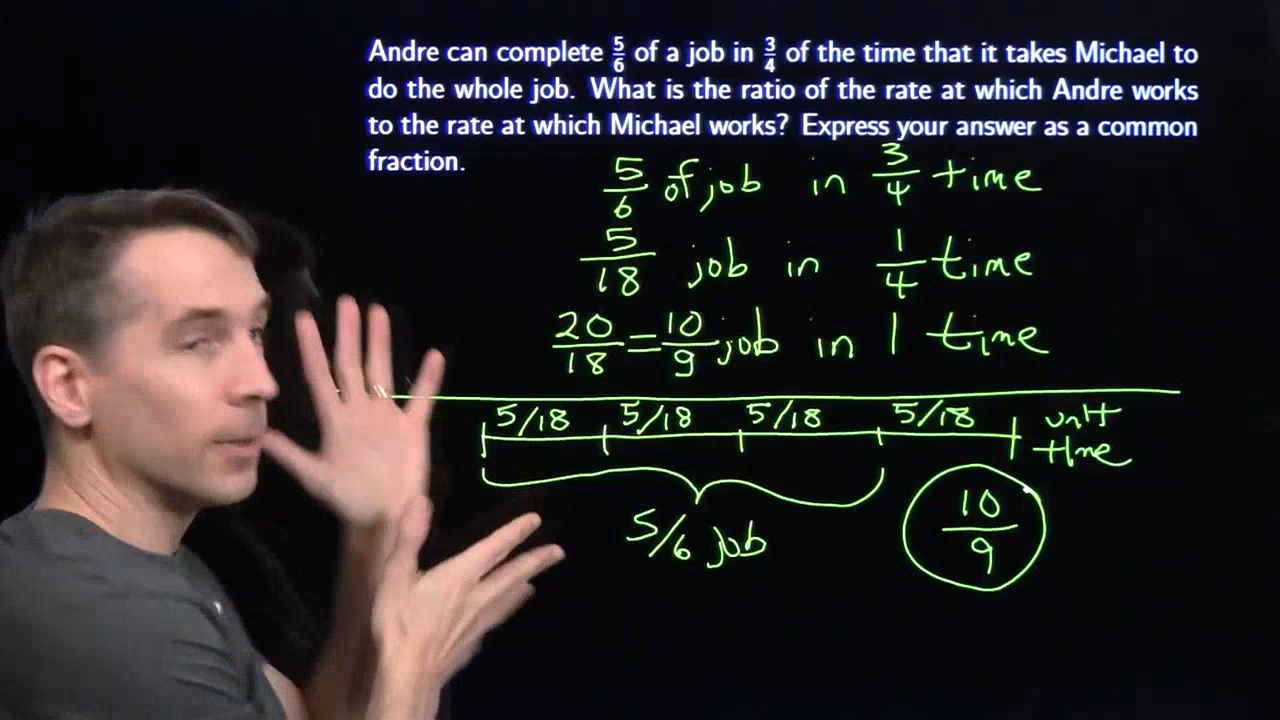 Andre can complete 5/6 of a job in 3/4 of the time that it takes Michael to
do the whole job. What is the ratio of the rate at which Andre works
to the rate at which Michael works? Express your answer as a common
fraction.
5/6 of job in 3/4 time
5/18 job in 1/4 time
20/18 = 10/9 job in 1 time
5/18 5/18 5/18 5/18 unit
time
5/6 job
10/9